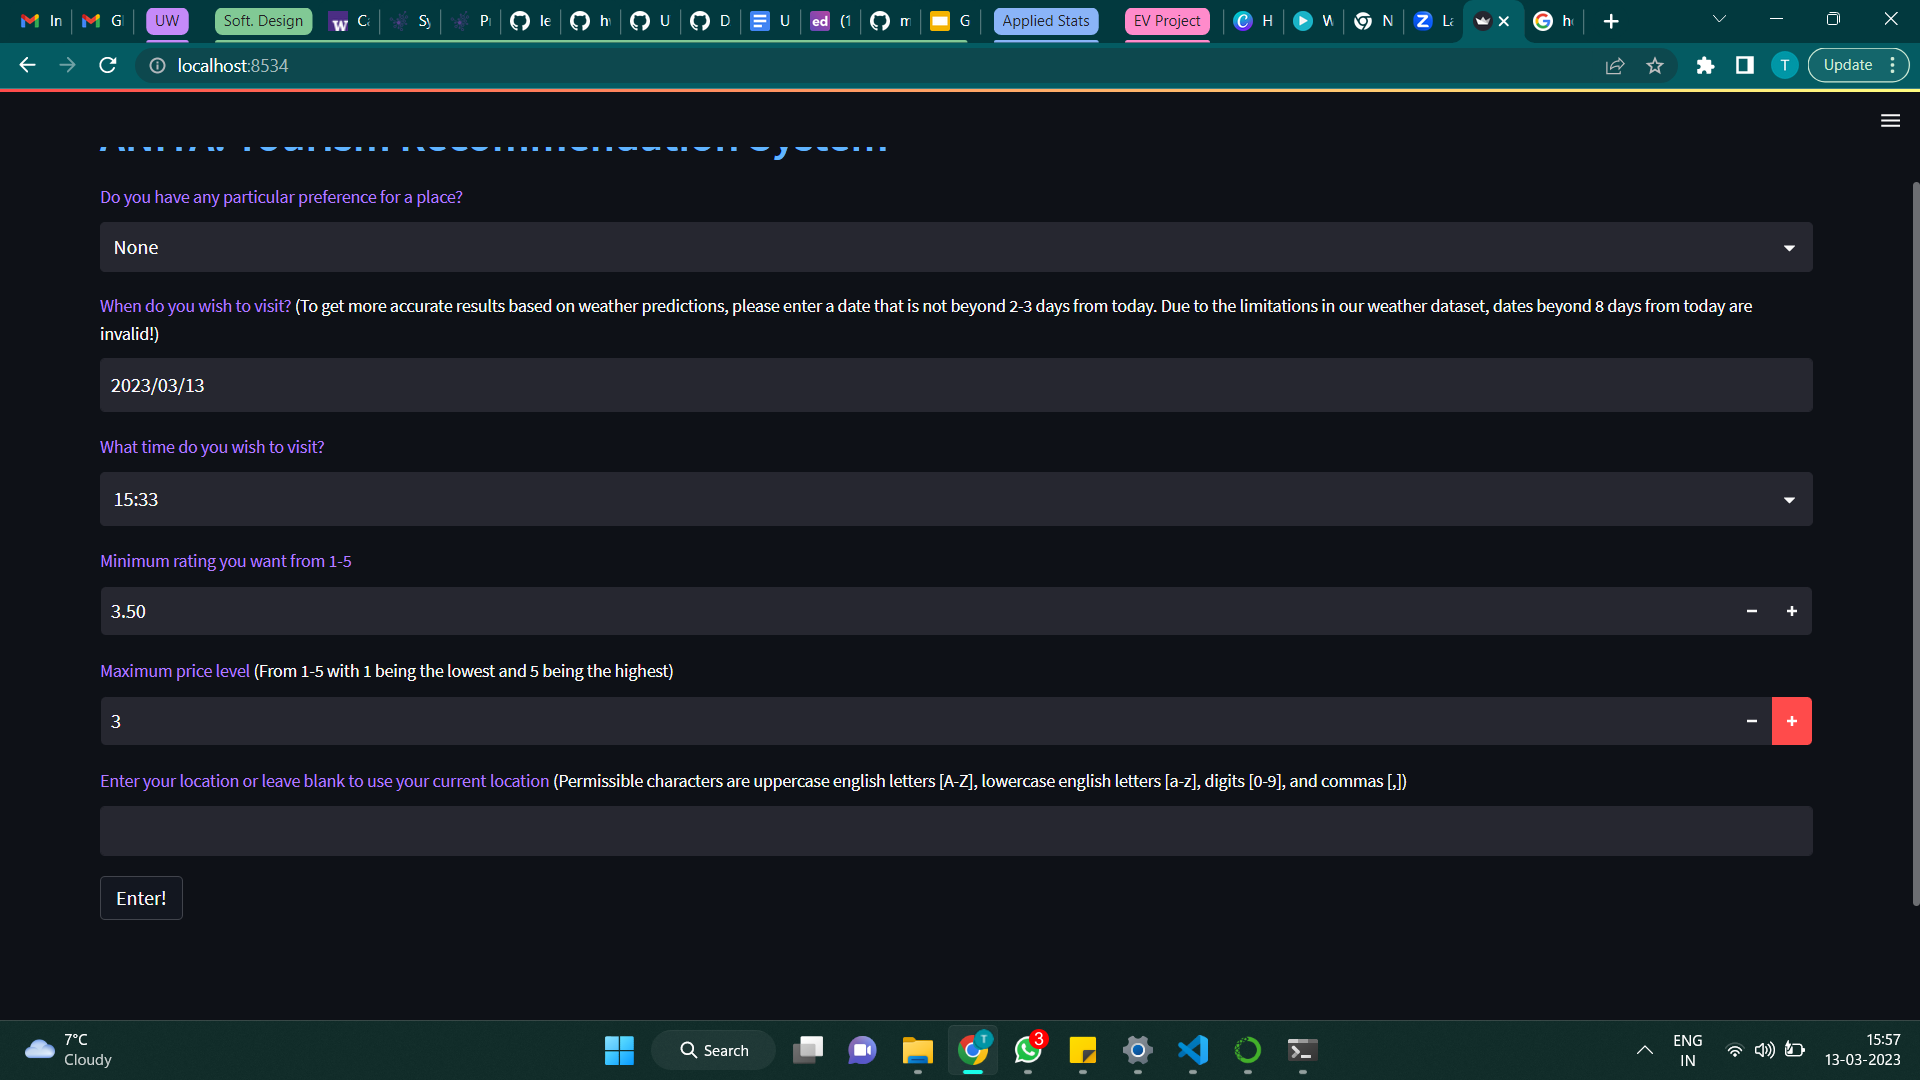 In
G
UW
Soft. Design
Ca
Sy
Pr
le
h
U
D
U
(1
m
G
Applied Stats
EV Project
H
W
N
La
h
localhost:8534
T
Update
Tourism Recommendation System
Do you have any particular preference for a place?
None
When do you wish to visit? (To get more accurate results based on weather predictions, please enter a date that is not beyond 2-3 days from today. Due to the limitations in our weather dataset, dates beyond 8 days from today are
invalid!)
2023/03/13
What time do you wish to visit?
15:33
Minimum rating you want from 1-5
3.50
Maximum price level (From 1-5 with 1 being the lowest and 5 being the highest)
3
Enter your location or leave blank to use your current location (Permissible characters are uppercase english letters [A-Z], lowercase english letters [a-z], digits [0-9], and commas [,])
Enter!
7°C
Cloudy
Search
T
3
ENG
IN
15:57
13-03-2023